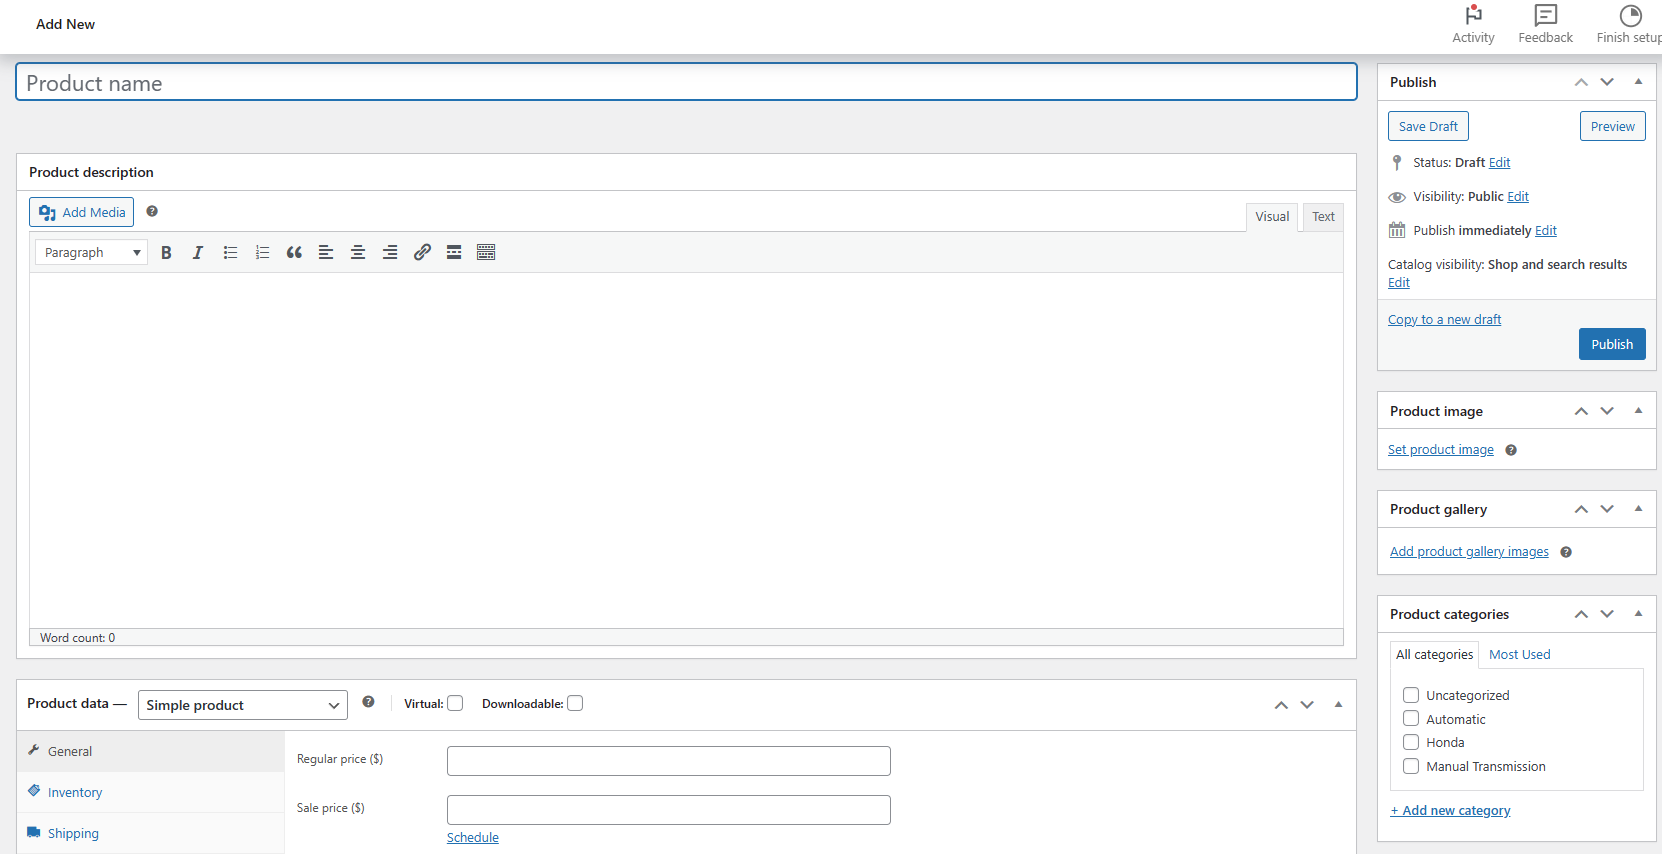 Add New
Activity
Feedback
Finish setup
Product name
Product description
Add Media
Visual
Text
Paragraph
Word count: 0
Product data —
Simple product
Virtual:
Downloadable:
General
Inventory
Shipping
Regular price ($)
Sale price ($)
Schedule
Publish
Save Draft
Preview
Status: Draft Edit
Visibility: Public Edit
Publish immediately Edit
Catalog visibility: Shop and search results
Edit
Copy to a new draft
Publish
Product image
Set product image
Product gallery
Add product gallery images
Product categories
All categories
Most Used
Uncategorized
Automatic
Honda
Manual Transmission
+ Add new category